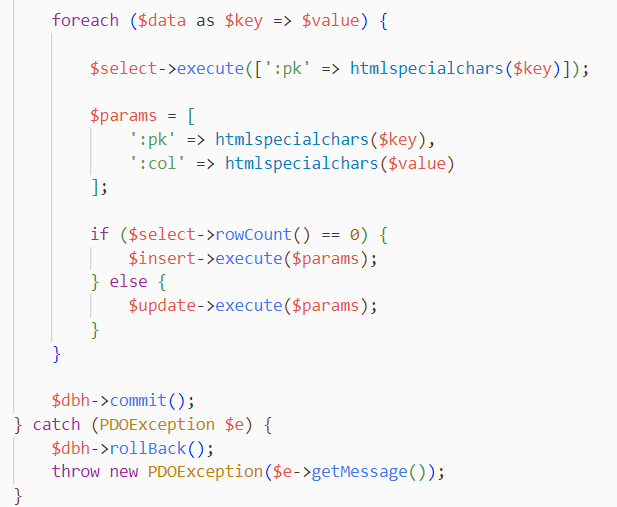 foreach ($data as $key => $value) {
$select->execute([':pk' => htmlspecialchars($key)]);
$params = [
':pk' => htmlspecialchars($key),
':col' => htmlspecialchars($value)
];
if ($select->rowCount() == 0) {
$insert->execute($params);
} else {
$update->execute($params);
}
}
$dbh->commit();
} catch (PDOException $e) {
$dbh->rollBack();
throw new PDOException($e->getMessage());
}